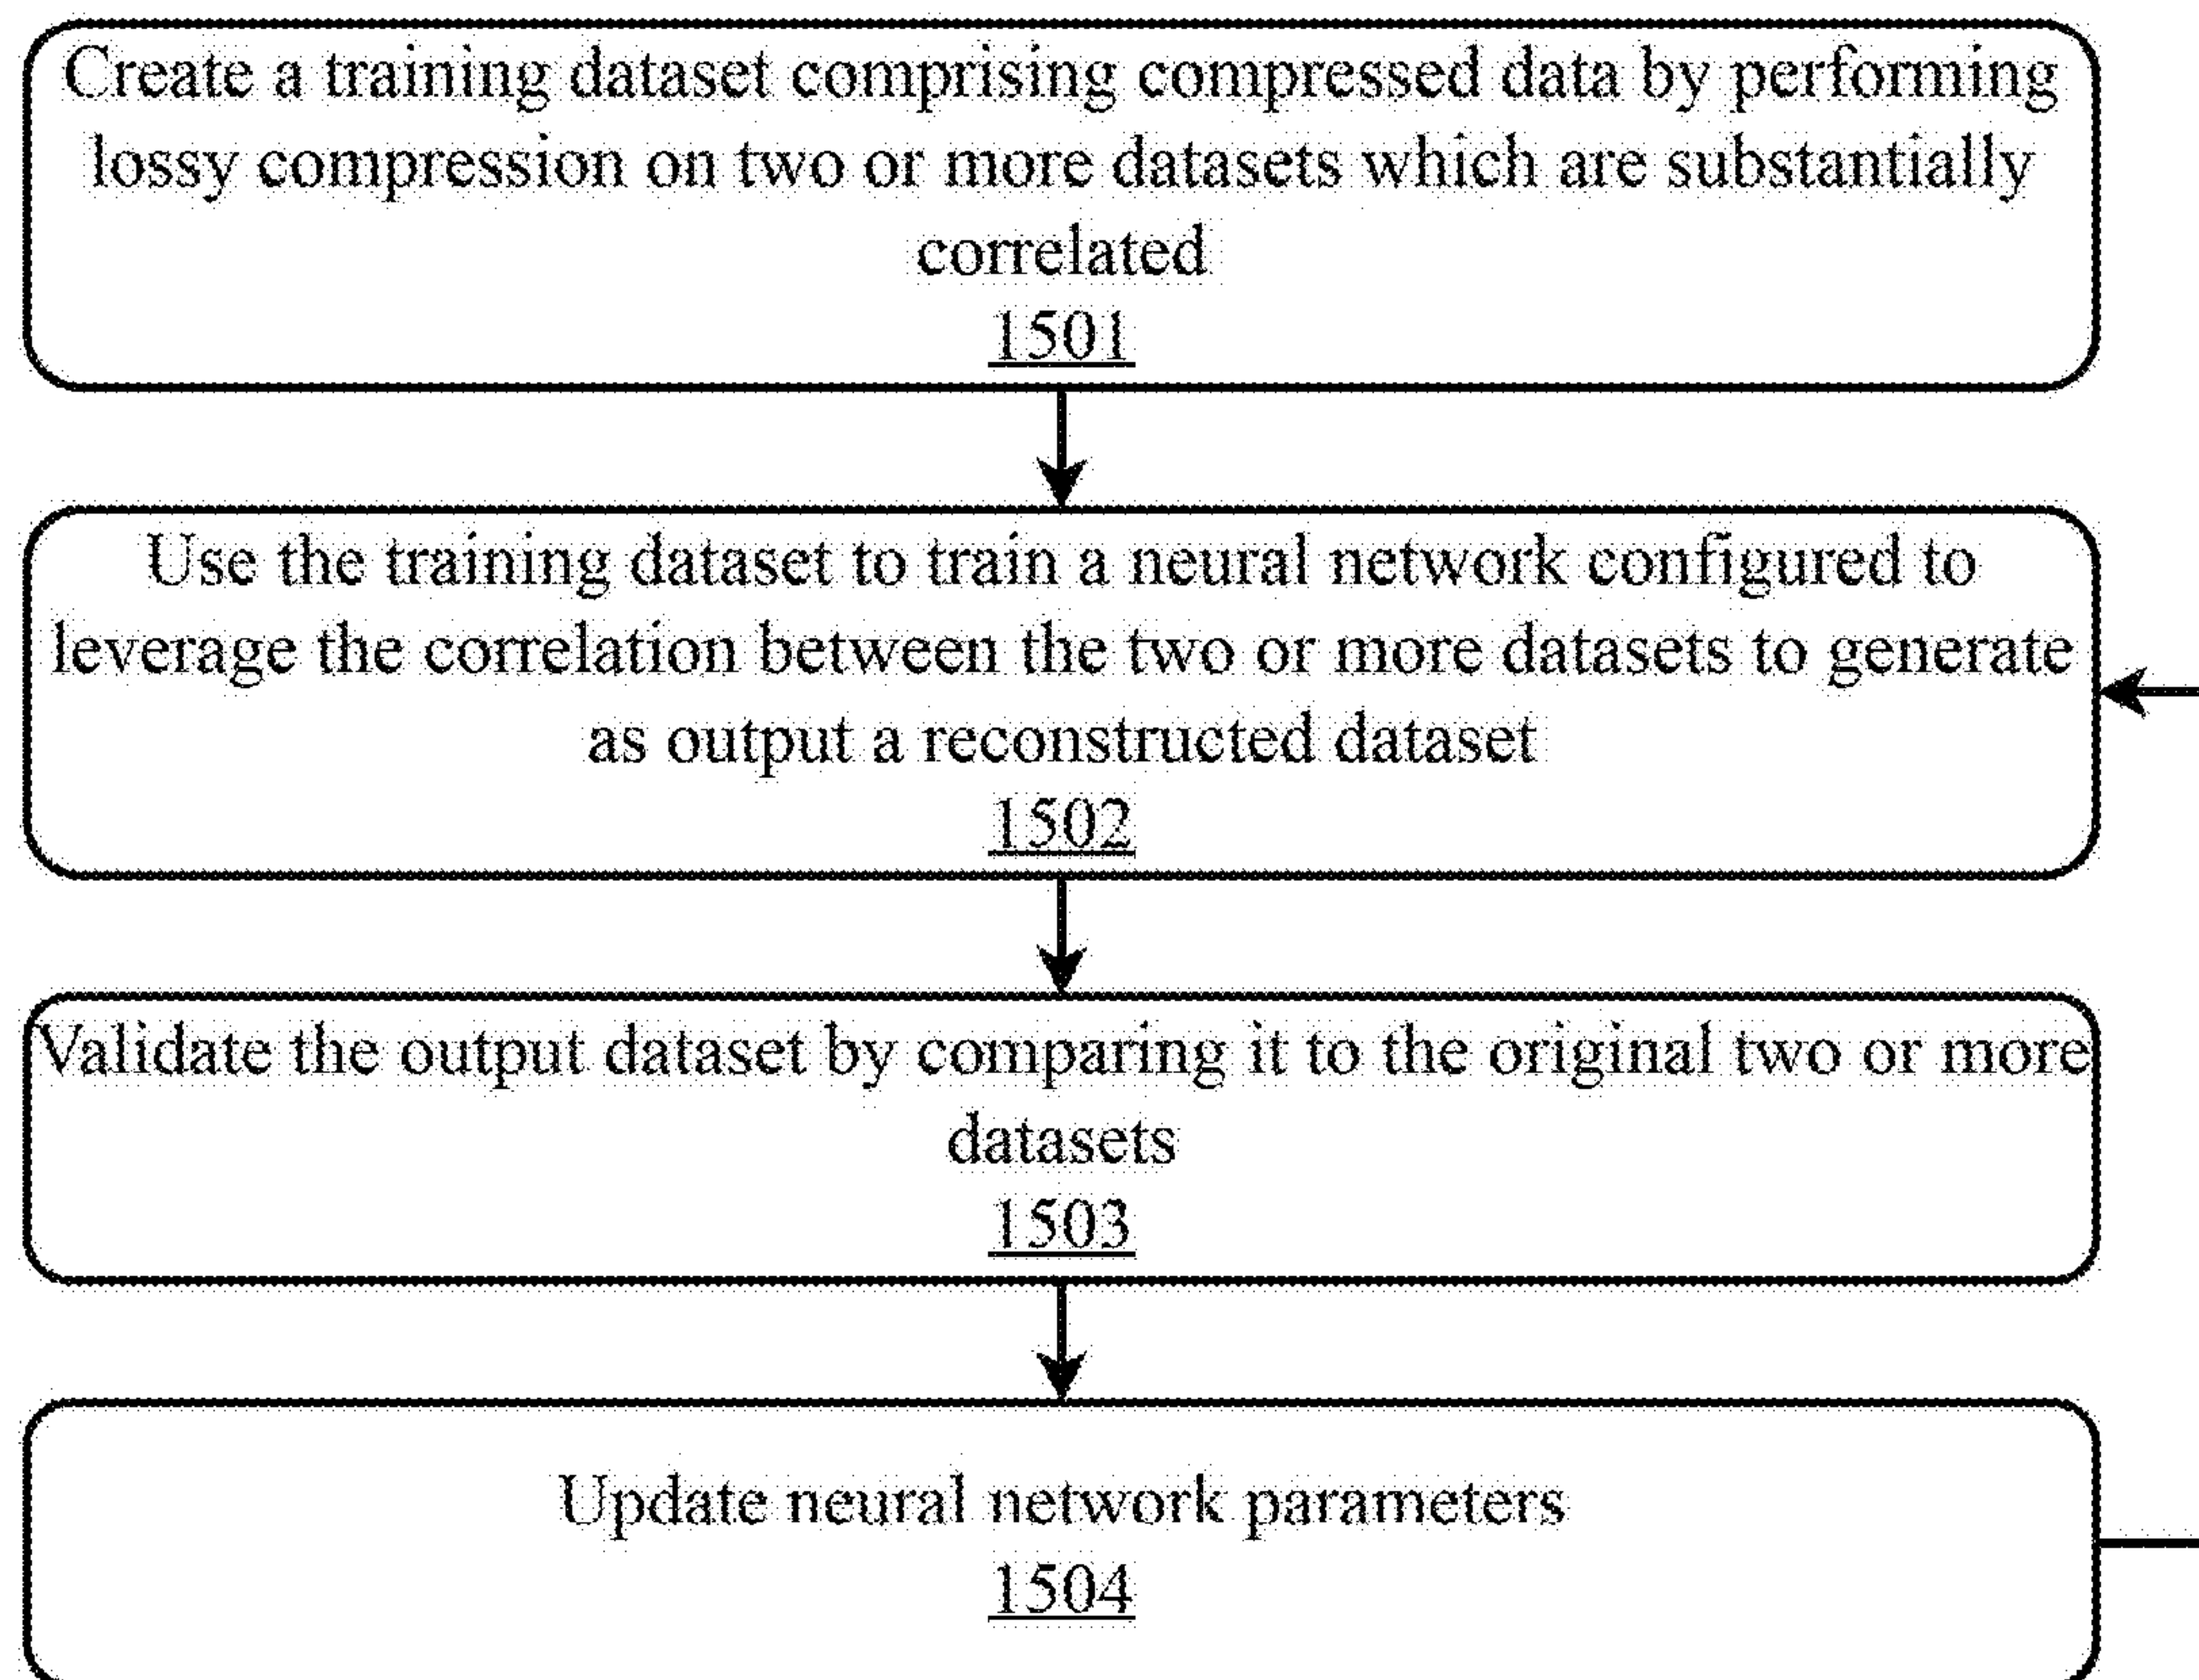 Create a training dataset comprising compressed data by performing
lossy compression on two or more datasets which are substantially
correlated
1501
Use the training dataset to train a neural network configured to
leverage the correlation between the two or more datasets to generate
as output a reconstructed dataset
1502
Validate the output dataset by comparing it to the original two or more
datasets
1503
Update neural network parameters
1504